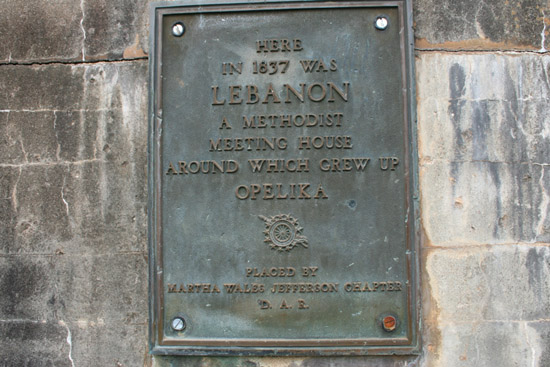 HERE
IN 1837 WAS
LEBANON
A METHODIST
MEETING HOUSE
AROUND WHICH GREW UP
OPELIKA
PLACED BY
MARTHA WALES JEFFERSON CHAPTER
D. A. R.